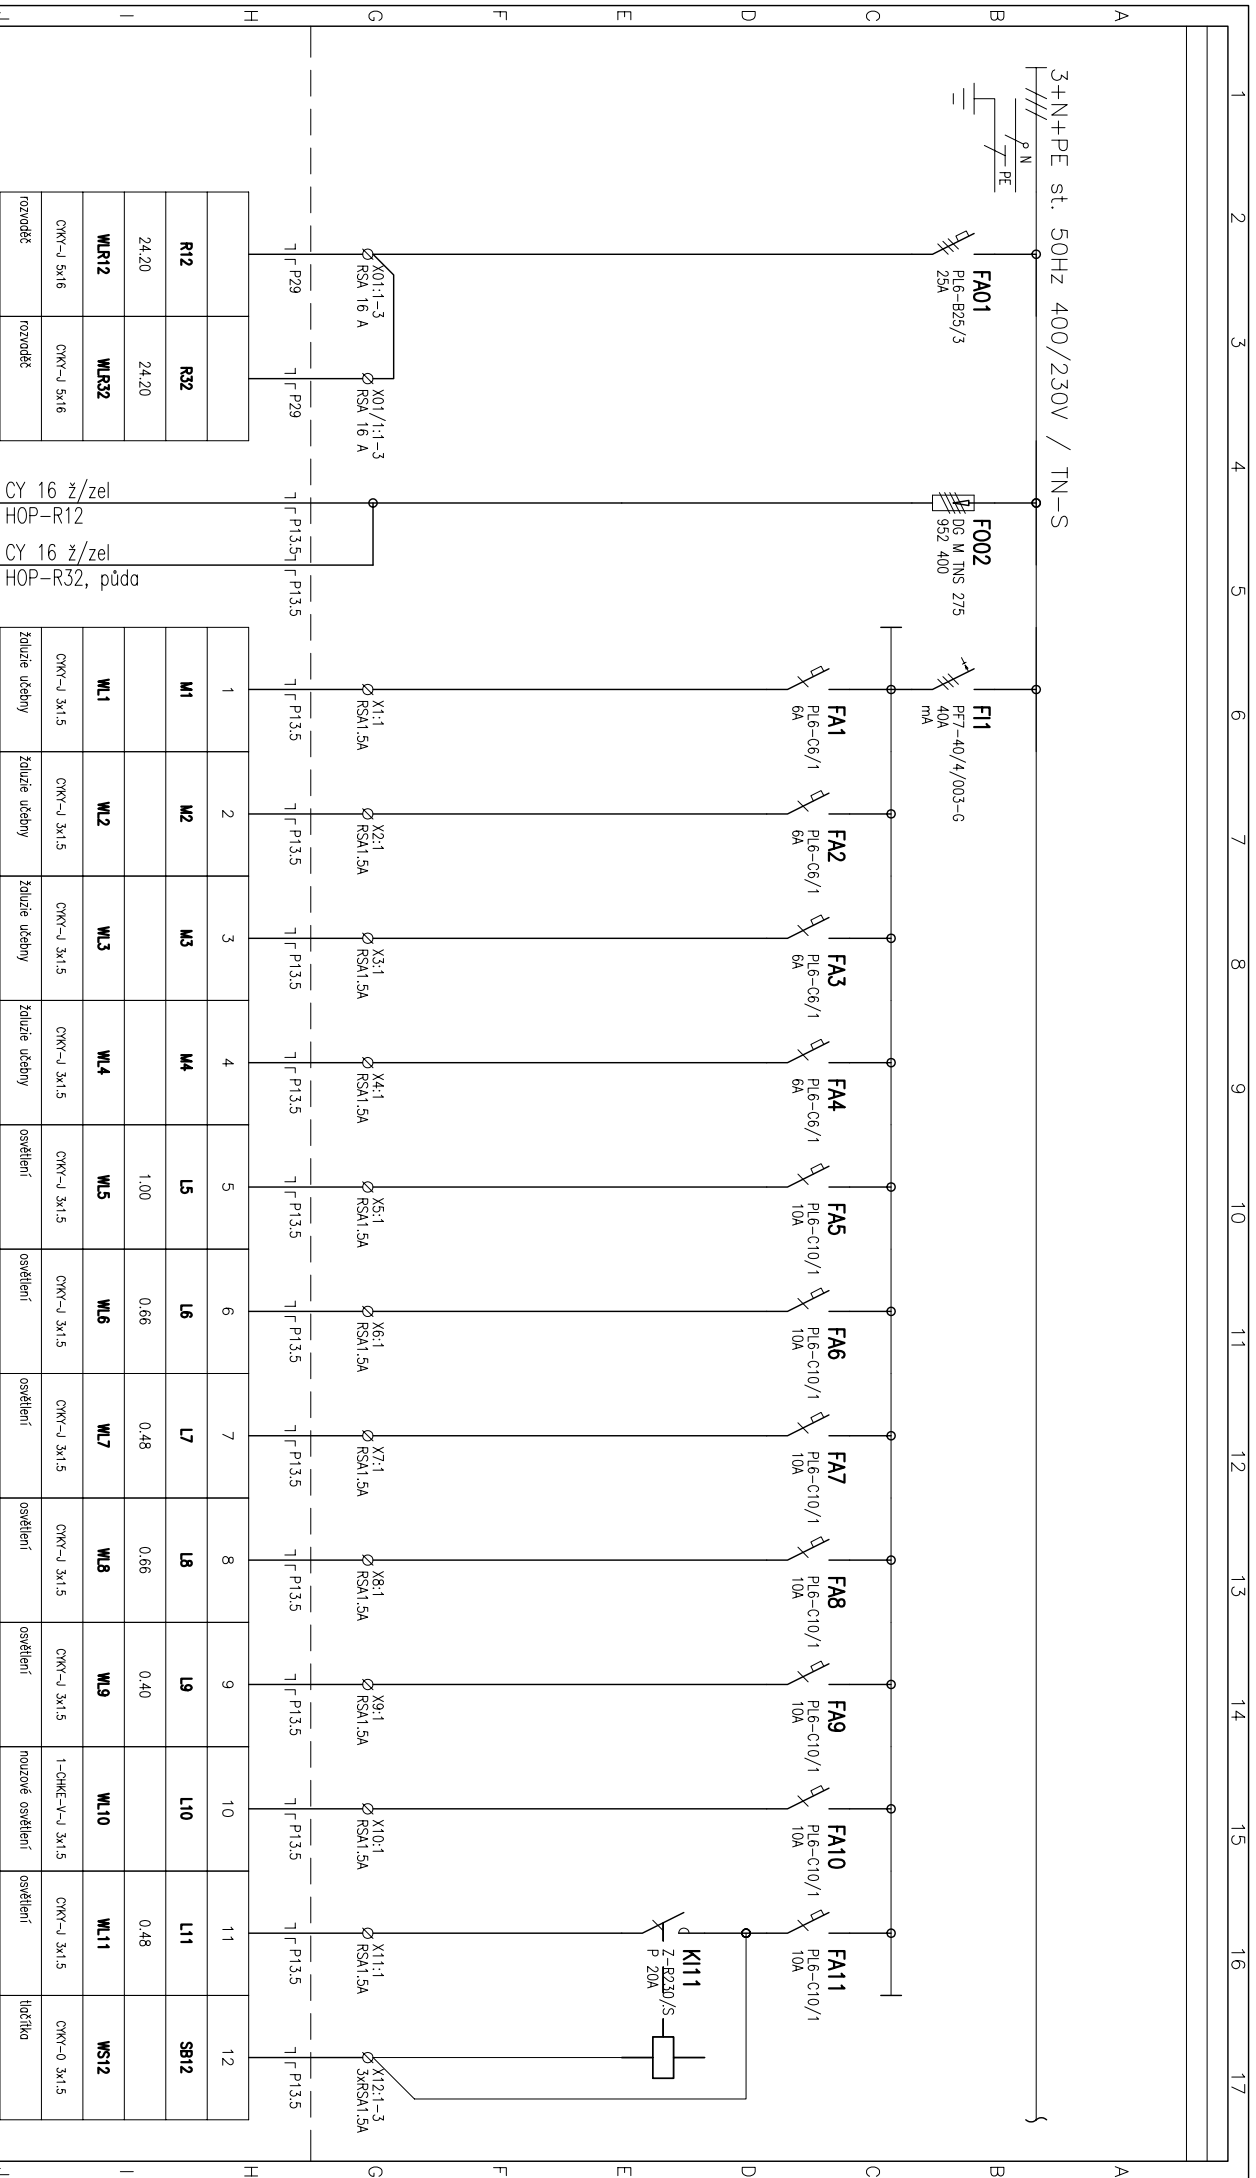 1 2 3 4 5 6 7 8 9 10 11 12 13 14 15 16 17
A A
B B
C C
D D
E E
F F
G G
H H
I I
J J
3+N+PE st. 50Hz 400/230V / TN-S
N
PE
FA01
PL6-B25/3
25A
FO02
DG M TNS 275
952 400
FI1
PF7-40/4/003-G
40A
mA
FA1
PL6-C6/1
6A
FA2
PL6-C6/1
6A
FA3
PL6-C6/1
6A
FA4
PL6-C6/1
6A
FA5
PL6-C10/1
10A
FA6
PL6-C10/1
10A
FA7
PL6-C10/1
10A
FA8
PL6-C10/1
10A
FA9
PL6-C10/1
10A
FA10
PL6-C10/1
10A
FA11
PL6-C10/1
10A
KI11
Z-R230/S
P 20A
X01:1-3
RSA 16 A
X01/1:1-3
RSA 16 A
X1:1
RSA1.5A
X2:1
RSA1.5A
X3:1
RSA1.5A
X4:1
RSA1.5A
X5:1
RSA1.5A
X6:1
RSA1.5A
X7:1
RSA1.5A
X8:1
RSA1.5A
X9:1
RSA1.5A
X10:1
RSA1.5A
X11:1
RSA1.5A
X12:1-3
3xRSA1.5A
P29 P29 P13.5 P13.5 P13.5 P13.5 P13.5 P13.5 P13.5 P13.5 P13.5 P13.5 P13.5 P13.5 P13.5 P13.5
1 2 3 4 5 6 7 8 9 10 11 12
R12 R32 M1 M2 M3 M4 L5 L6 L7 L8 L9 L10 L11 SB12
24.20 24.20 1.00 0.66 0.48 0.66 0.40 0.48
WLR12 WLR32 WL1 WL2 WL3 WL4 WL5 WL6 WL7 WL8 WL9 WL10 WL11 WS12
CYKY-J 5x16 CYKY-J 5x16 CYKY-J 3x1.5 CYKY-J 3x1.5 CYKY-J 3x1.5 CYKY-J 3x1.5 CYKY-J 3x1.5 CYKY-J 3x1.5 CYKY-J 3x1.5 CYKY-J 3x1.5 CYKY-J 3x1.5 1-CHKE-V-J 3x1.5 CYKY-J 3x1.5 CYKY-O 3x1.5
rozvaděč rozvaděč žaluzie učebny žaluzie učebny žaluzie učebny žaluzie učebny osvětlení osvětlení osvětlení osvětlení osvětlení nouzové osvětlení osvětlení tlačítka
CY 16 ž/zel
HOP-R12
CY 16 ž/zel
HOP-R32, půda